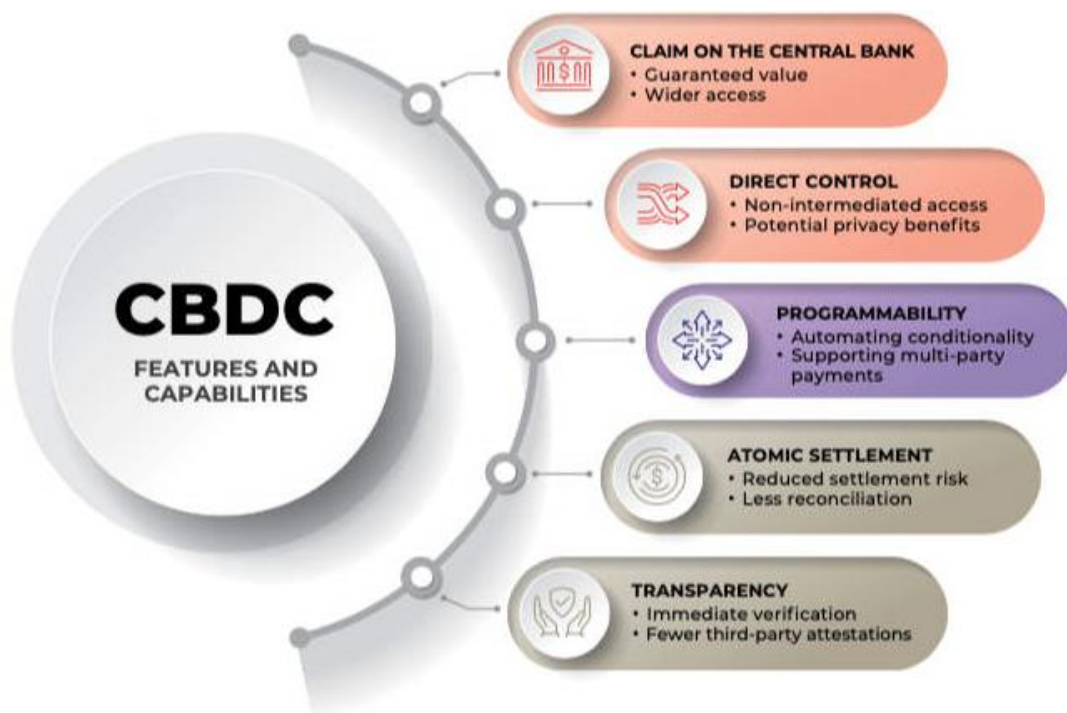 CBDC
FEATURES AND
CAPABILITIES
CLAIM ON THE CENTRAL BANK
• Guaranteed value
• Wider access
DIRECT CONTROL
• Non-intermediated access
• Potential privacy benefits
PROGRAMMABILITY
• Automating conditionality
• Supporting multi-party
payments
ATOMIC SETTLEMENT
• Reduced settlement risk
• Less reconciliation
TRANSPARENCY
• Immediate verification
• Fewer third-party attestations